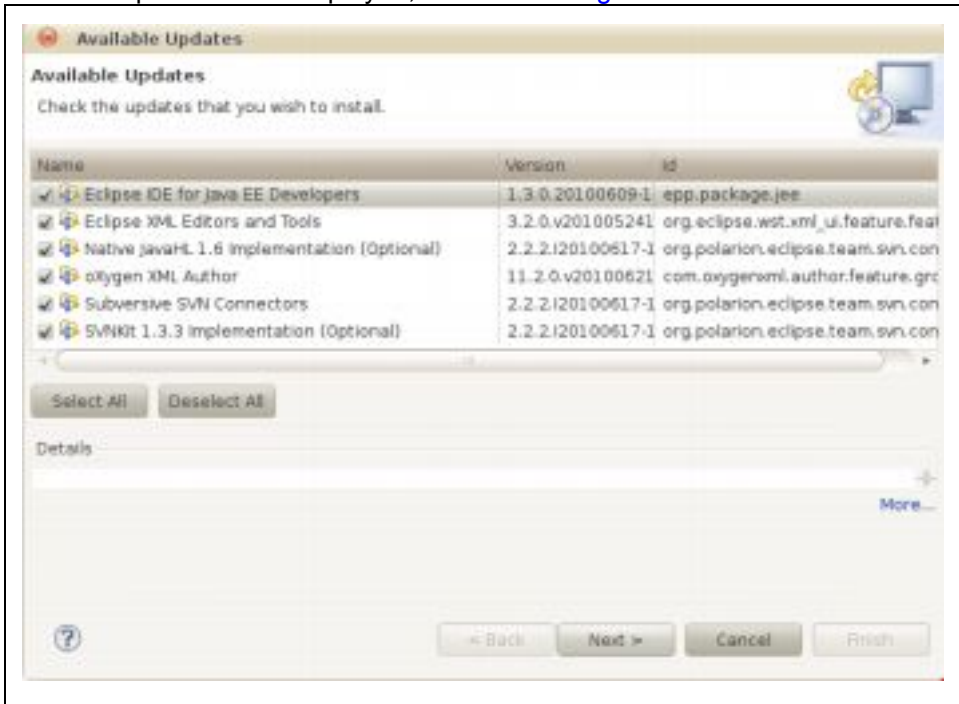 Available Updates
Available Updates
Check the updates that you wish to install.
Name Version Id
Eclipse IDE for Java EE Developers 1.3.0.20100609-1 epp.package.jee
Eclipse XML Editors and Tools 3.2.0.v201005241 org.eclipse.wst.xml_ui.feature.feat
Native JavaHL 1.6 Implementation (Optional) 2.2.2.I20100617-1 org.polarion.eclipse.team.svn.con
oXygen XML Author 11.2.0.v20100621 com.oxygenxml.author.feature.grc
Subversive SVN Connectors 2.2.2.I20100617-1 org.polarion.eclipse.team.svn.con
SVNKit 1.3.3 Implementation (Optional) 2.2.2.I20100617-1 org.polarion.eclipse.team.svn.con
Select All Deselect All
Details
More...
< Back Next > Cancel Finish